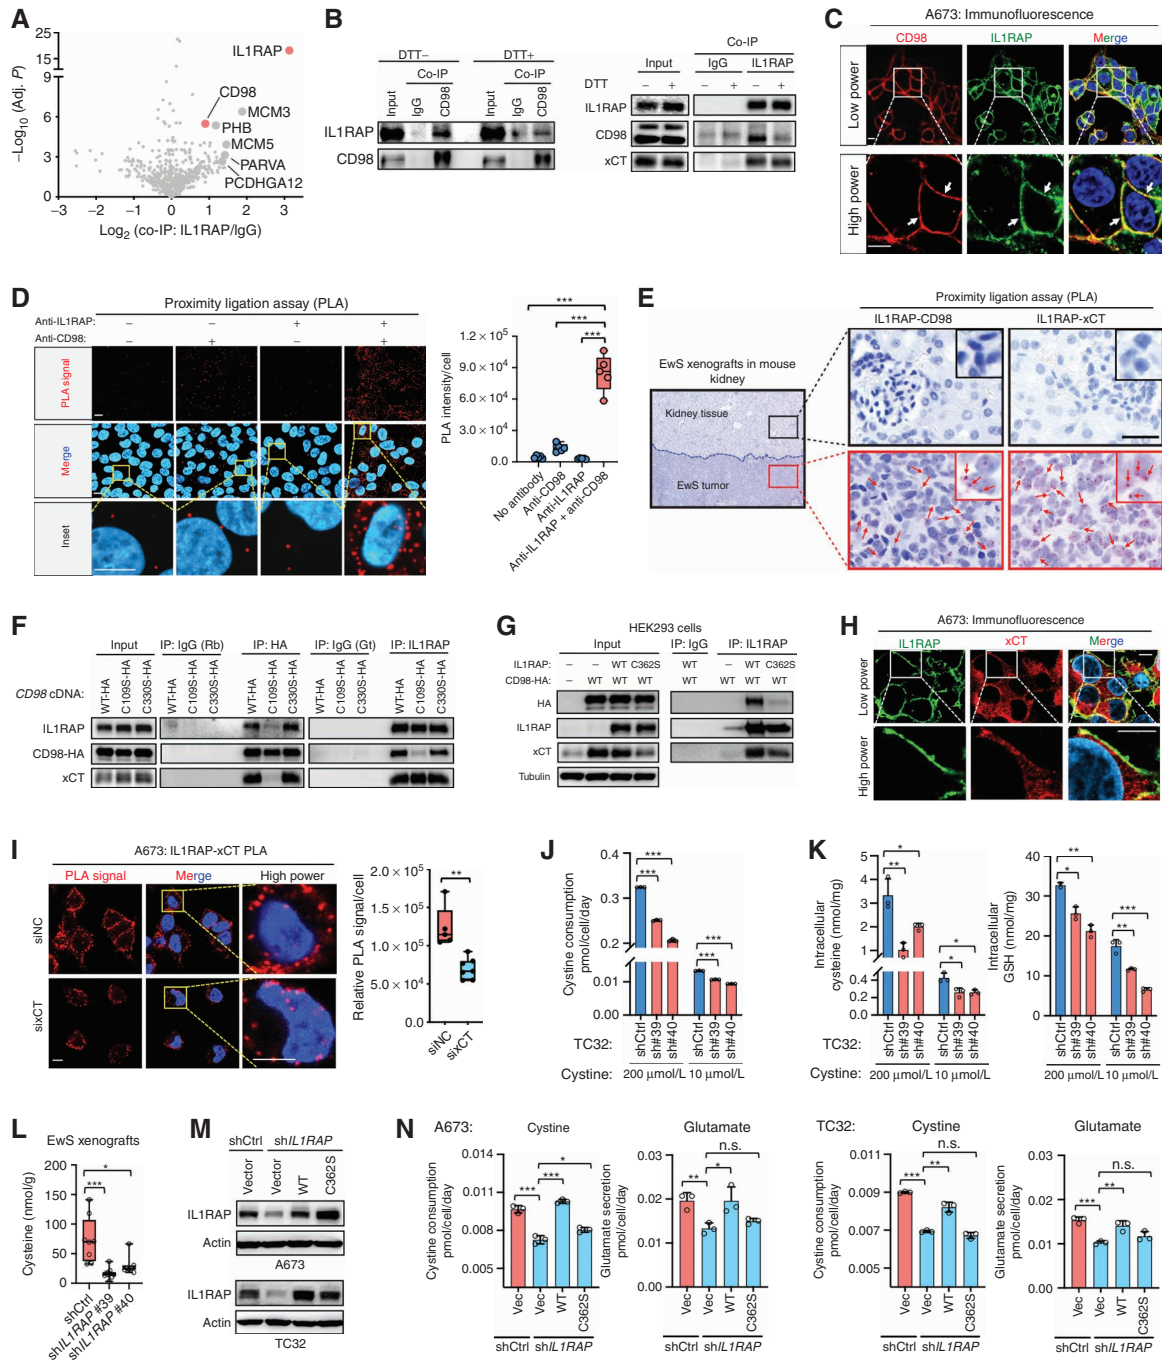 A
−Log10 (Adj. P)
25
15
9
6
3
0
−3 −2 −1 0 1 2 3
Log2 (co-IP: IL1RAP/IgG)
IL1RAP
CD98
MCM3
PHB
MCM5
PARVA
PCDHGA12
B
DTT− DTT+
Co-IP Co-IP
Input IgG CD98 Input IgG CD98
IL1RAP
CD98
Co-IP
Input IgG IL1RAP
DTT − + − + − +
IL1RAP
CD98
xCT
C
A673: Immunofluorescence
CD98 IL1RAP Merge
Low power
High power
D
Proximity ligation assay (PLA)
Anti-IL1RAP: − − + +
Anti-CD98: − + − +
PLA signal
Merge
Inset
PLA intensity/cell
1.2 × 10^5
9.0 × 10^4
6.0 × 10^4
3.0 × 10^4
0.0
*** *** ***
No antibody
Anti-CD98
Anti-IL1RAP
Anti-IL1RAP + anti-CD98
E
Proximity ligation assay (PLA)
IL1RAP-CD98 IL1RAP-xCT
EwS xenografts in mouse
kidney
Kidney tissue
EwS tumor
F
Input IP: IgG (Rb) IP: HA IP: IgG (Gt) IP: IL1RAP
CD98 cDNA: WT-HA C109S-HA C330S-HA WT-HA C109S-HA C330S-HA WT-HA C109S-HA C330S-HA WT-HA C109S-HA C330S-HA WT-HA C109S-HA C330S-HA
IL1RAP
CD98-HA
xCT
G
HEK293 cells
Input IP: IgG IP: IL1RAP
IL1RAP: − − WT C362S WT − WT C362S
CD98-HA: − WT WT WT WT WT WT WT
HA
IL1RAP
xCT
Tubulin
H
A673: Immunofluorescence
IL1RAP xCT Merge
Low power
High power
I
A673: IL1RAP-xCT PLA
PLA signal Merge High power
siNC
sixCT
Relative PLA signal/cell
2.0 × 10^5
1.5 × 10^5
1.0 × 10^5
5.0 × 10^4
0.0
**
siNC sixCT
J
Cystine consumption
pmol/cell/day
0.4
0.3
0.2
0.01
0.00
*** *** *** ***
TC32: shCtrl sh#39 sh#40 shCtrl sh#39 sh#40
Cystine: 200 μmol/L 10 μmol/L
K
Intracellular
cysteine (nmol/mg)
5
4
3
2
1
0.4
0.2
0.0
* ** * *
TC32: shCtrl sh#39 sh#40 shCtrl sh#39 sh#40
Cystine: 200 μmol/L 10 μmol/L
Intracellular
GSH (nmol/mg)
40
30
20
10
0
** * *** **
shCtrl sh#39 sh#40 shCtrl sh#39 sh#40
200 μmol/L 10 μmol/L
L
EwS xenografts
Cysteine (nmol/g)
200
150
100
50
0
* ***
shCtrl
shIL1RAP #39
shIL1RAP #40
M
shCtrl shIL1RAP
Vector Vector WT C362S
IL1RAP
Actin
A673
IL1RAP
Actin
TC32
N
A673:
Cystine
Cystine consumption
pmol/cell/day
0.014
0.011
0.008
0.005
* *** ***
Vec Vec WT C362S
shCtrl shIL1RAP
Glutamate
Glutamate secretion
pmol/cell/day
0.03
0.02
0.01
0.00
n.s. ** *
Vec Vec WT C362S
shCtrl shIL1RAP
TC32:
Cystine
Cystine consumption
pmol/cell/day
0.011
0.009
0.007
0.005
n.s. *** **
Vec Vec WT C362S
shCtrl shIL1RAP
Glutamate
Glutamate secretion
pmol/cell/day
0.03
0.02
0.01
0.00
n.s. *** **
Vec Vec WT C362S
shCtrl shIL1RAP